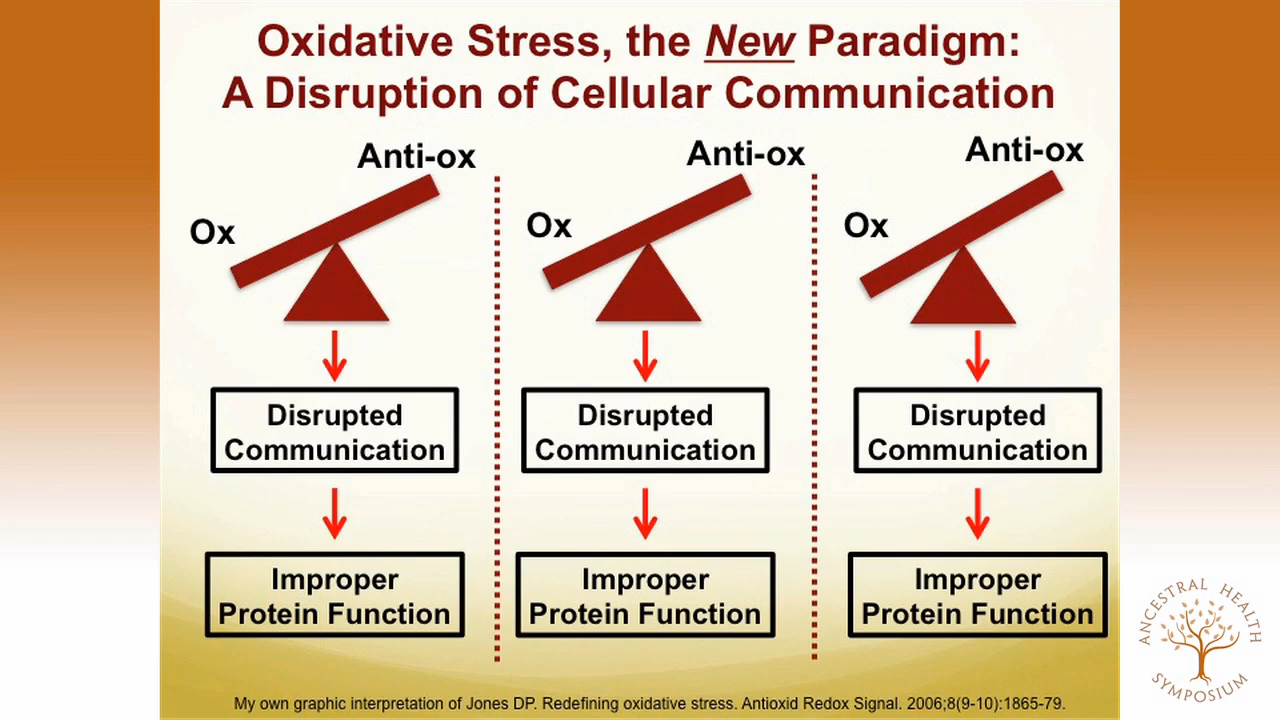 Oxidative Stress, the New Paradigm:
A Disruption of Cellular Communication
Anti-ox
Ox
Disrupted
Communication
Improper
Protein Function
Anti-ox
Ox
Disrupted
Communication
Improper
Protein Function
Anti-ox
Ox
Disrupted
Communication
Improper
Protein Function
My own graphic interpretation of Jones DP. Redefining oxidative stress. Antioxid Redox Signal. 2006;8(9-10):1865-79.
ANCESTRAL HEALTH
SYMPOSIUM